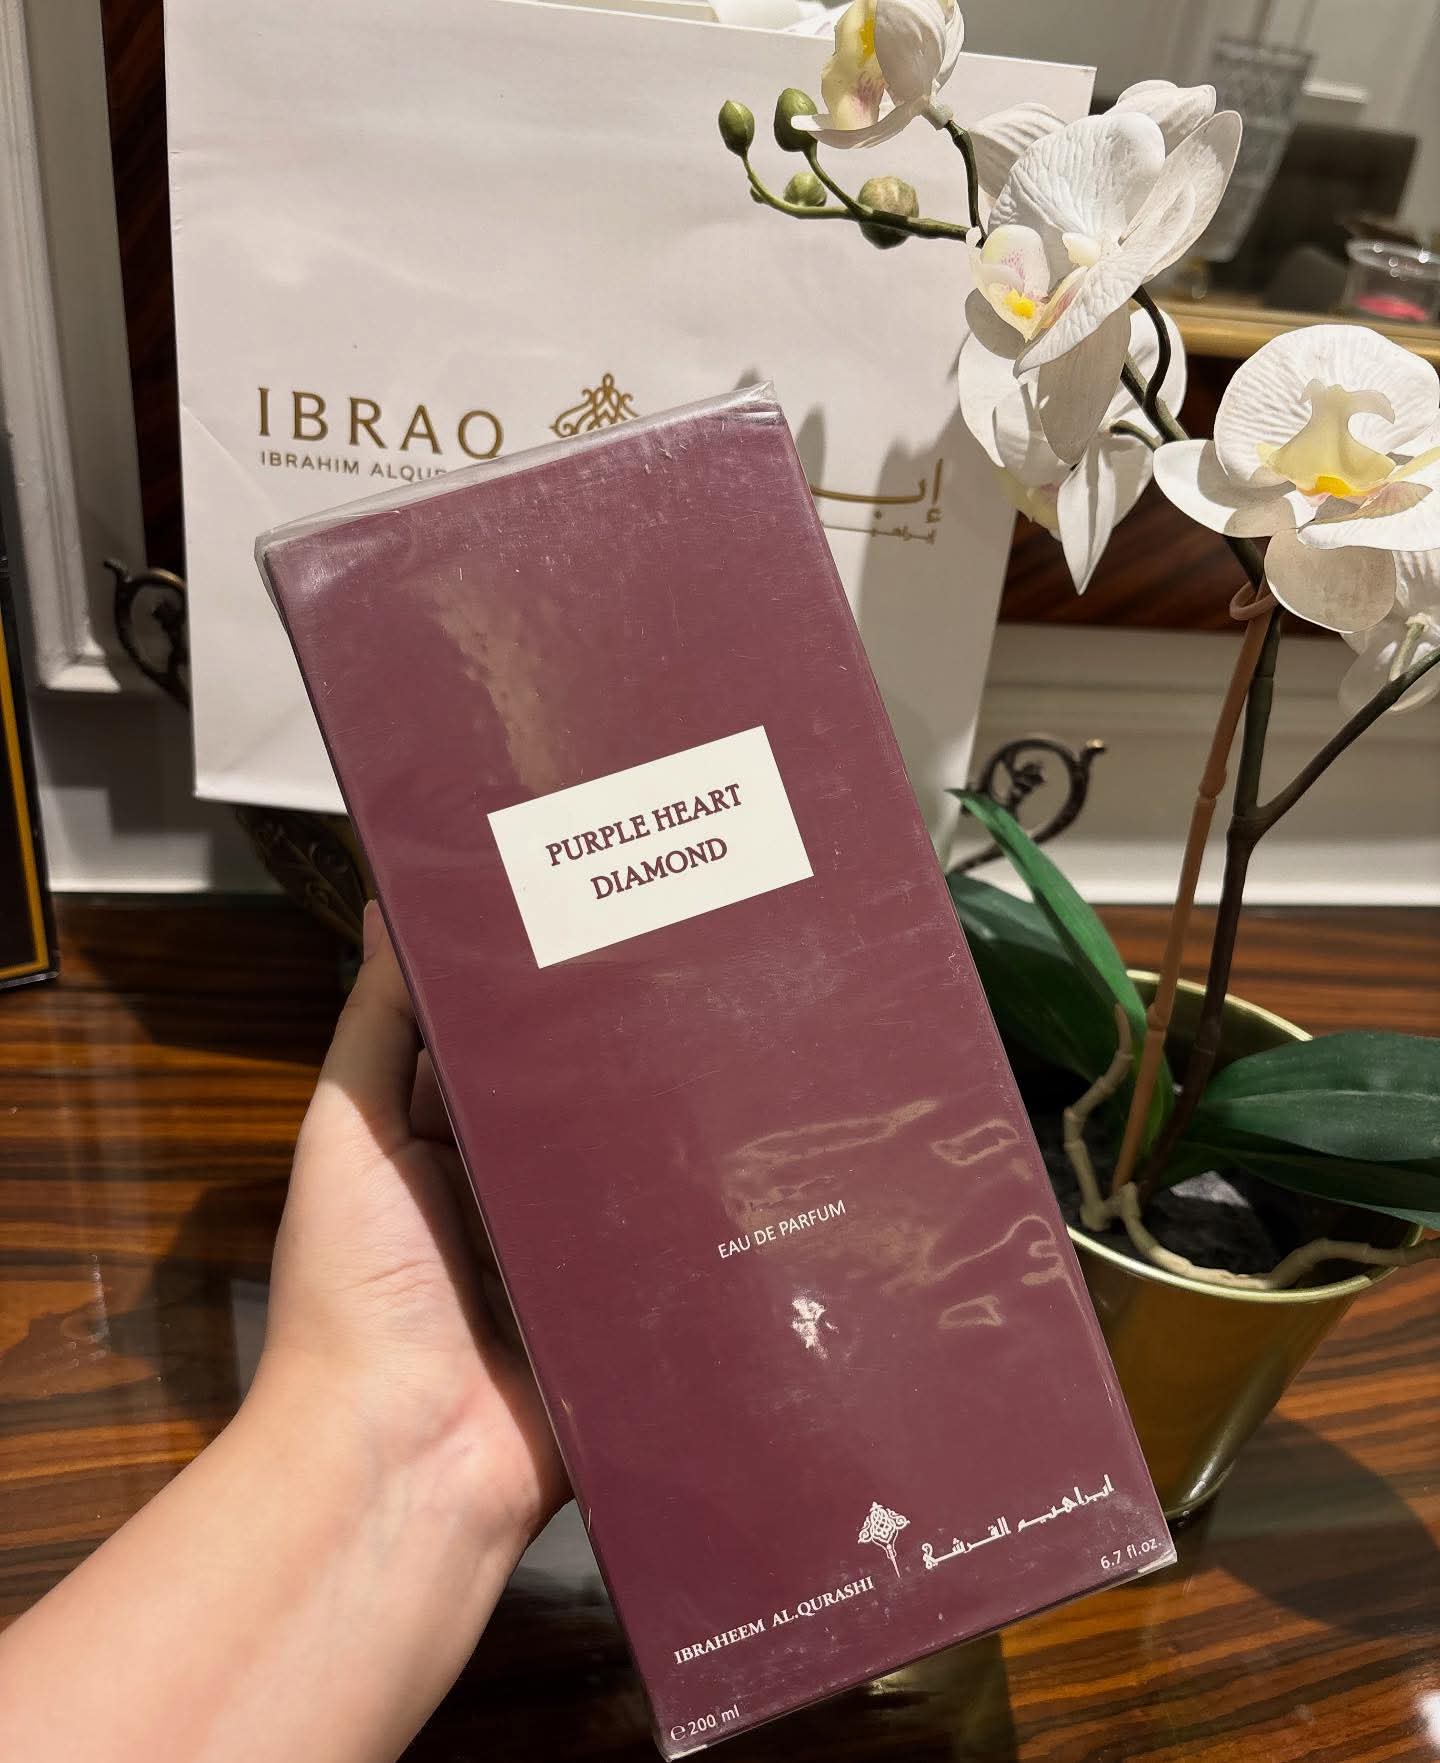 IBRAQ
IBRAHIM
PURPLE HEART
DIAMOND
EAU DE PARFUM
ابراهيم القرشي
IBRAHEEM AL.QURASHI
6.7 fl.oz.
℮200 ml